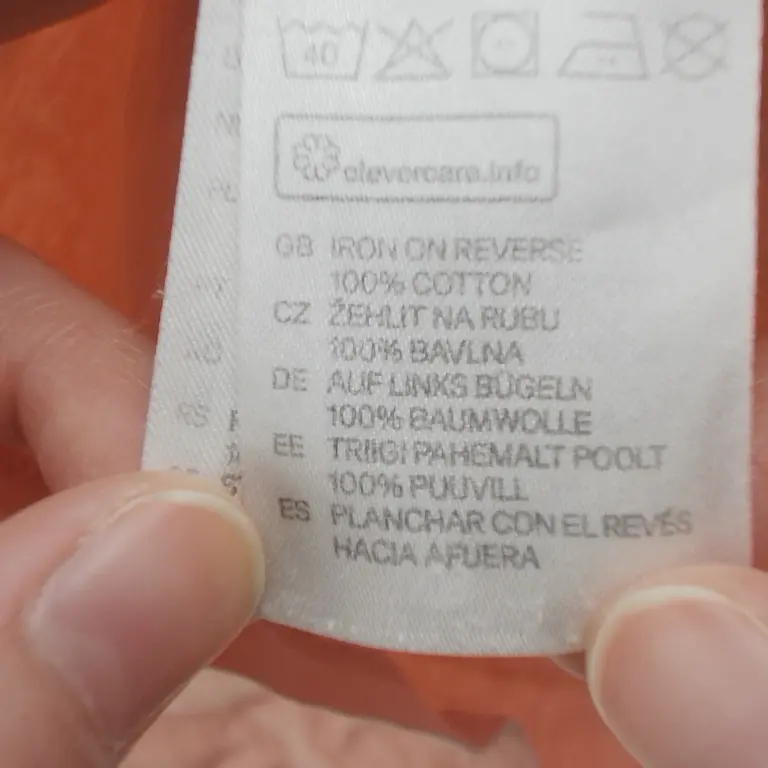 40
clevercare.info
GB IRON ON REVERSE
100% COTTON
CZ ŽEHLIT NA RUBU
100% BAVLNA
DE AUF LINKS BÜGELN
100% BAUMWOLLE
EE TRIIGI PAHEMALT POOLT
100% PUUVILL
ES PLANCHAR CON EL REVÉS
HACIA AFUERA
RS